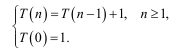 T(n) = T(n−1)+1, n ≥ 1,
T(0) = 1.